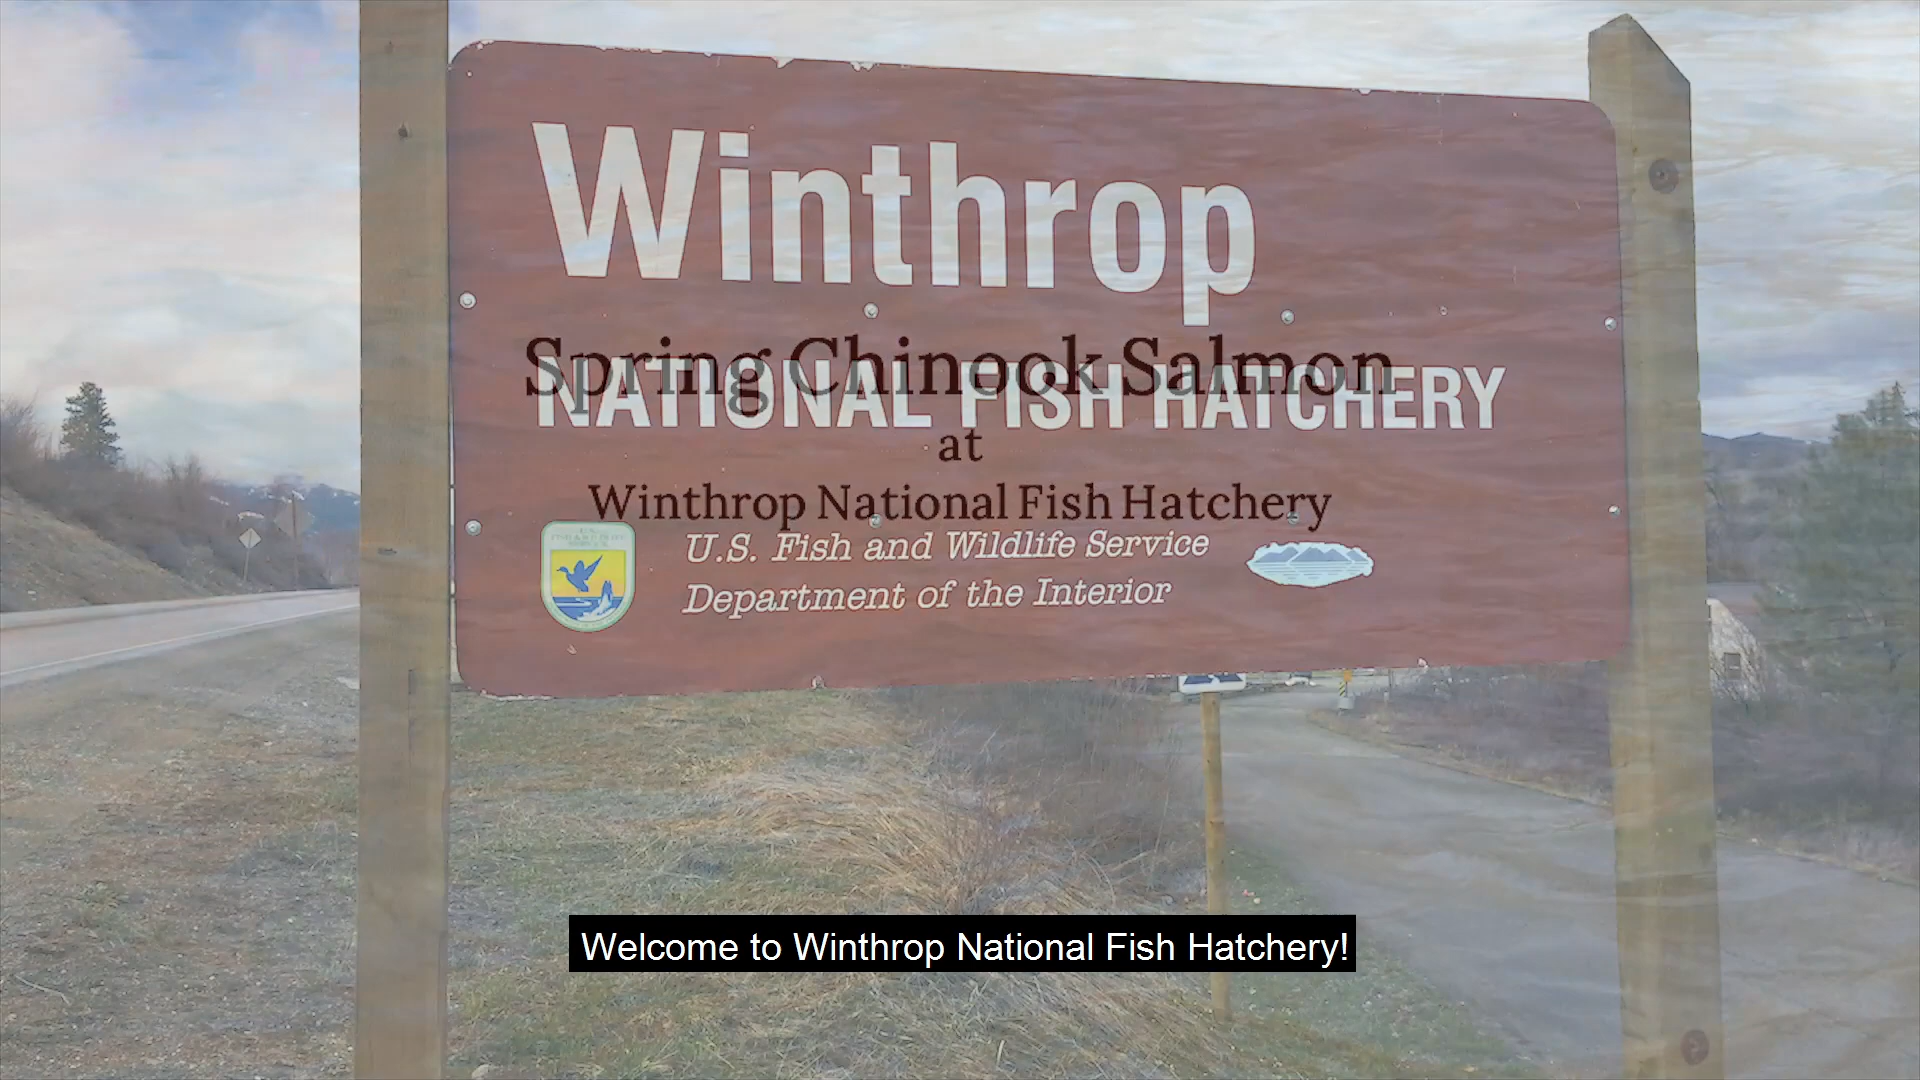 Winthrop
Spring Chinook Salmon
NATIONAL FISH HATCHERY
at
Winthrop National Fish Hatchery
U.S. Fish and Wildlife Service
Department of the Interior
Welcome to Winthrop National Fish Hatchery!